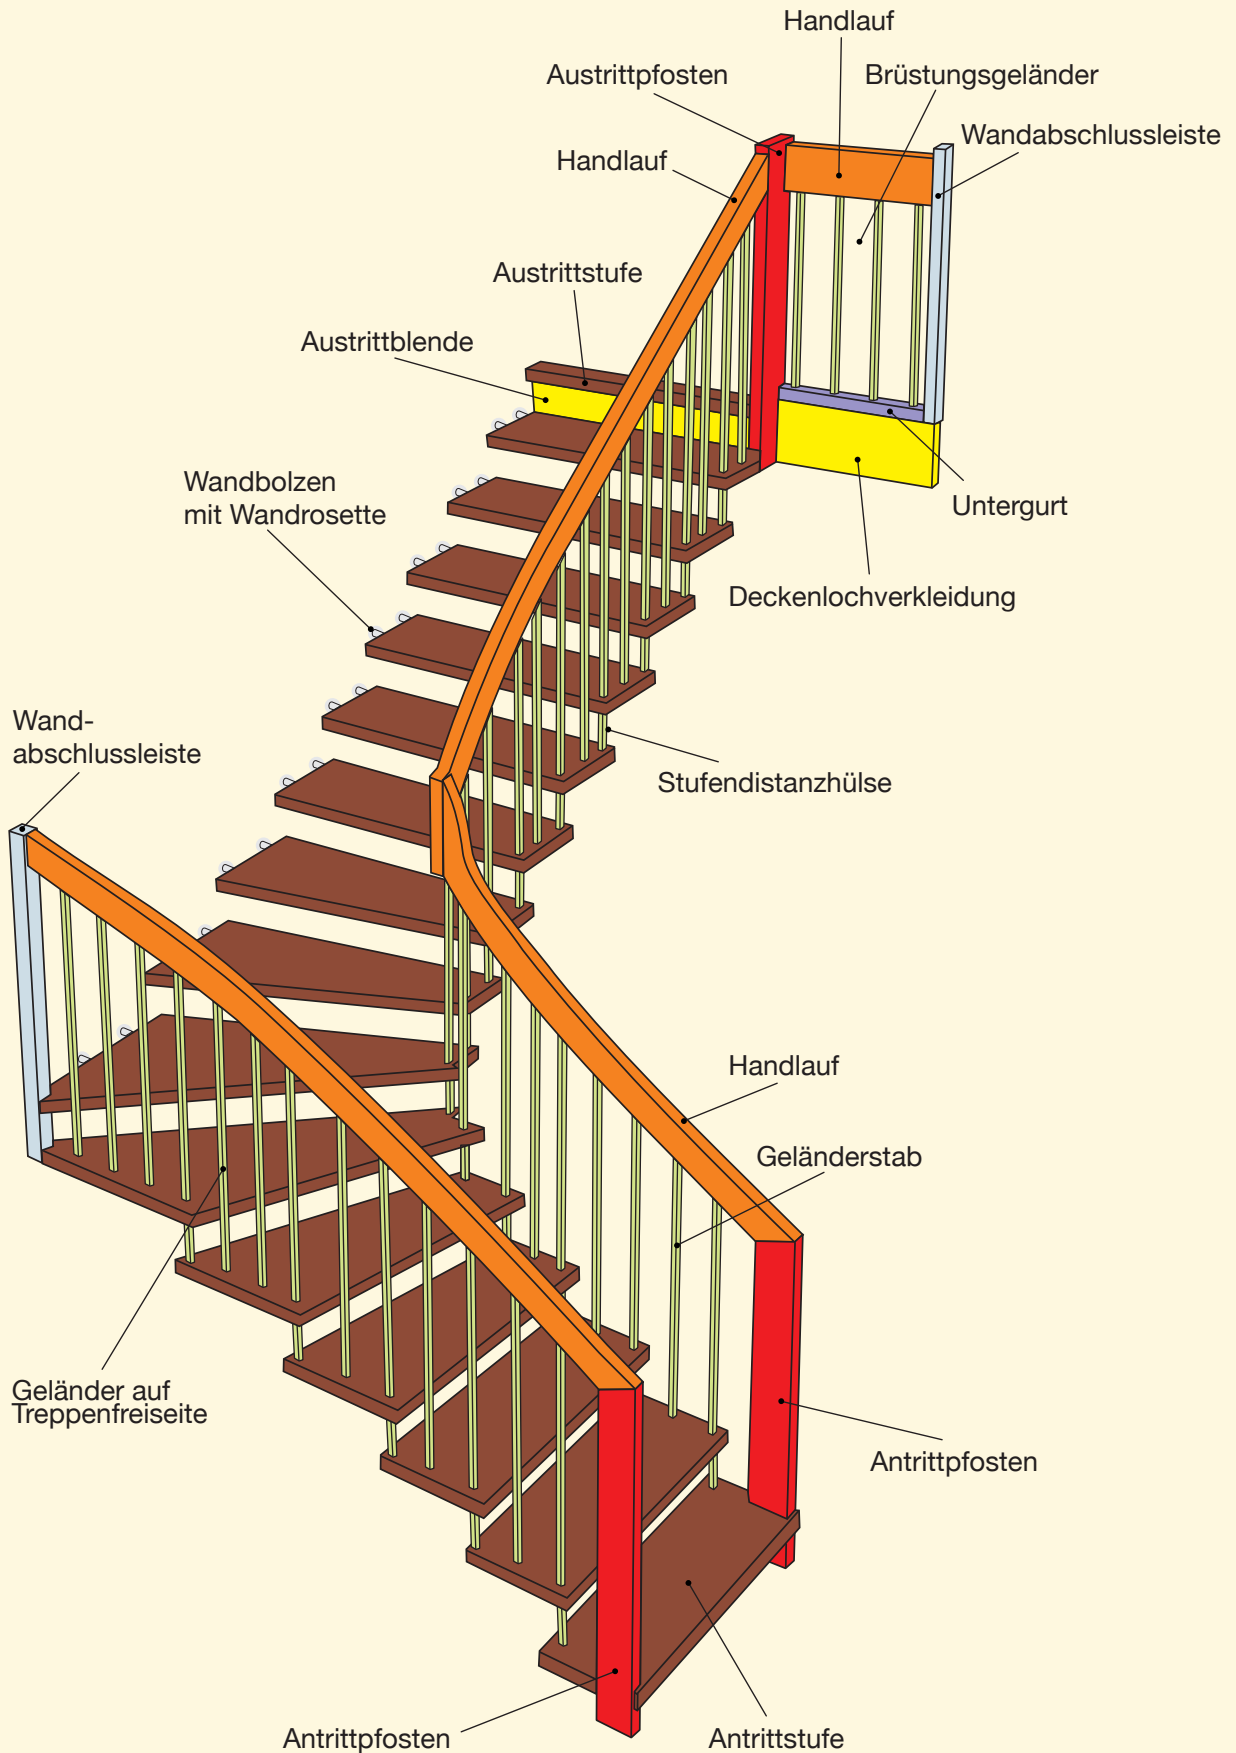 Handlauf
Austrittpfosten
Brüstungsgeländer
Wandabschlussleiste
Handlauf
Austrittstufe
Austrittblende
Wandbolzen
mit Wandrosette
Untergurt
Deckenlochverkleidung
Wand-
abschlussleiste
Stufendistanzhülse
Handlauf
Geländerstab
Geländer auf
Treppenfreiseite
Antrittpfosten
Antrittpfosten
Antrittstufe